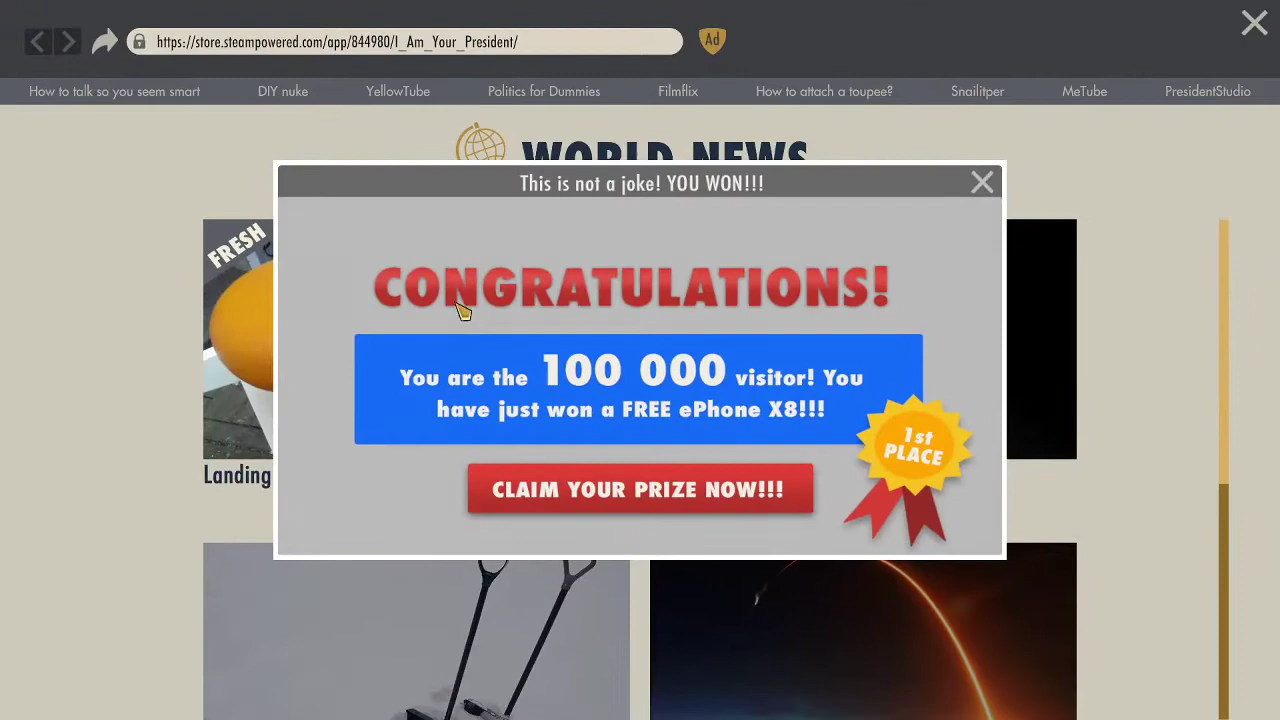 https://store.steampowered.com/app/844980/I_Am_Your_President/
Ad
How to talk so you seem smart
DIY nuke
YellowTube
Politics for Dummies
Filmflix
How to attach a toupee?
Snailitper
MeTube
PresidentStudio
WORLD NEWS
This is not a joke! YOU WON!!!
FRESH
CONGRATULATIONS!
You are the 100 000 visitor! You
have just won a FREE ePhone X8!!!
1st
PLACE
CLAIM YOUR PRIZE NOW!!!
Landing